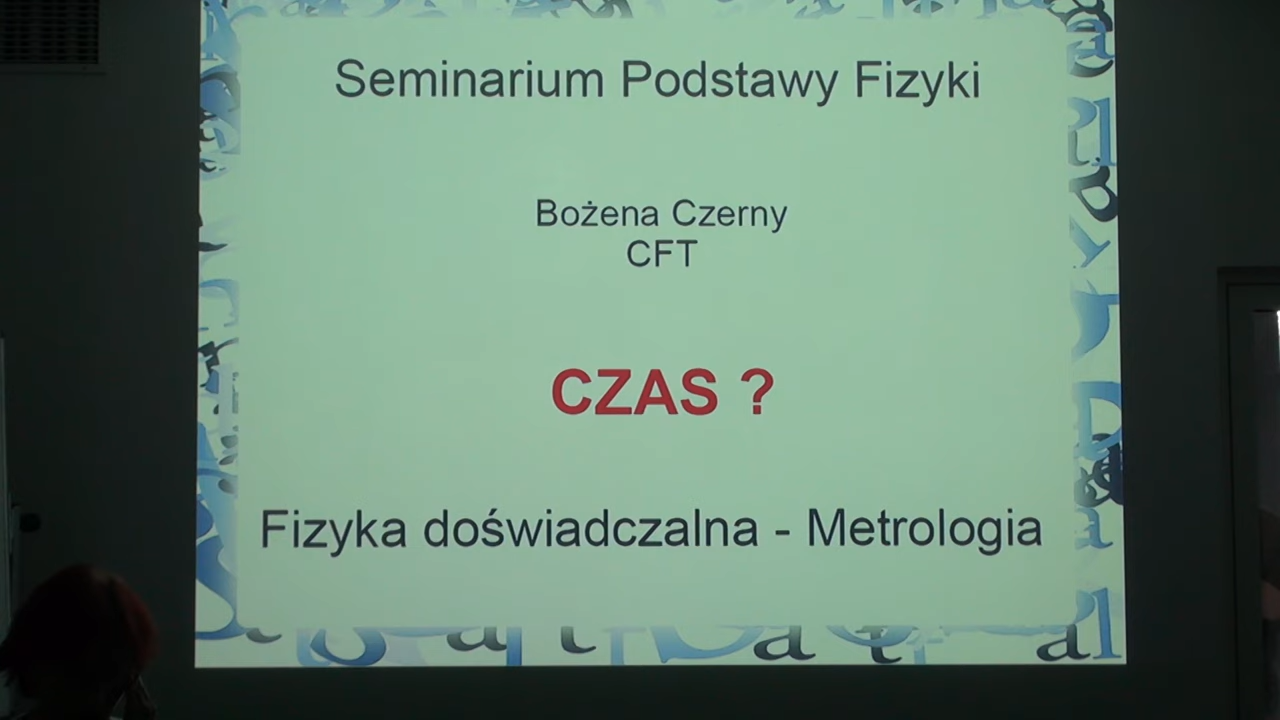 Seminarium Podstawy Fizyki
Bożena Czerny
CFT
CZAS ?
Fizyka doświadczalna - Metrologia